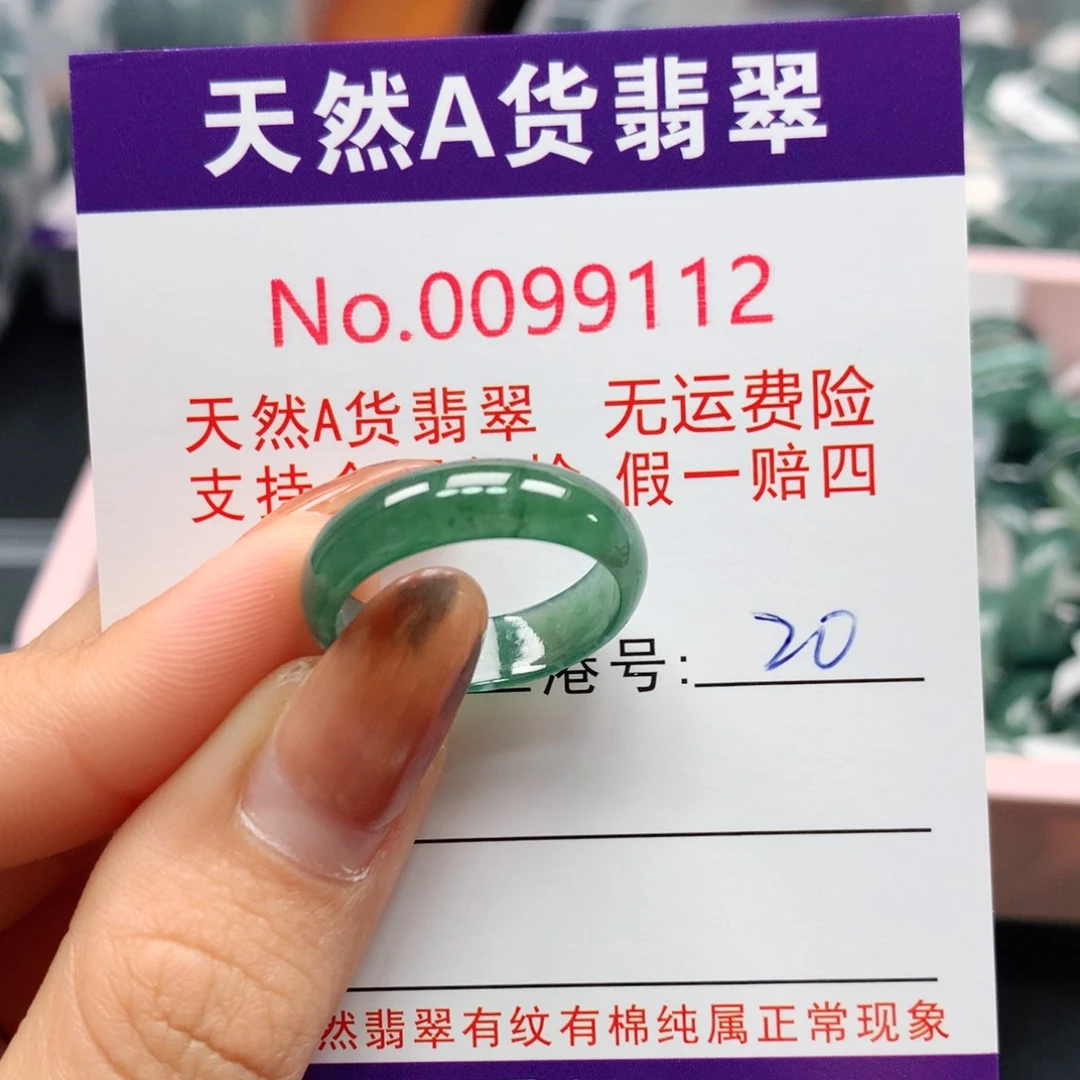 天然A货翡翠
No.0099112
天然A货翡翠 无运费险
支持 假一赔四
港号: 20
然翡翠有纹有棉纯属正常现象